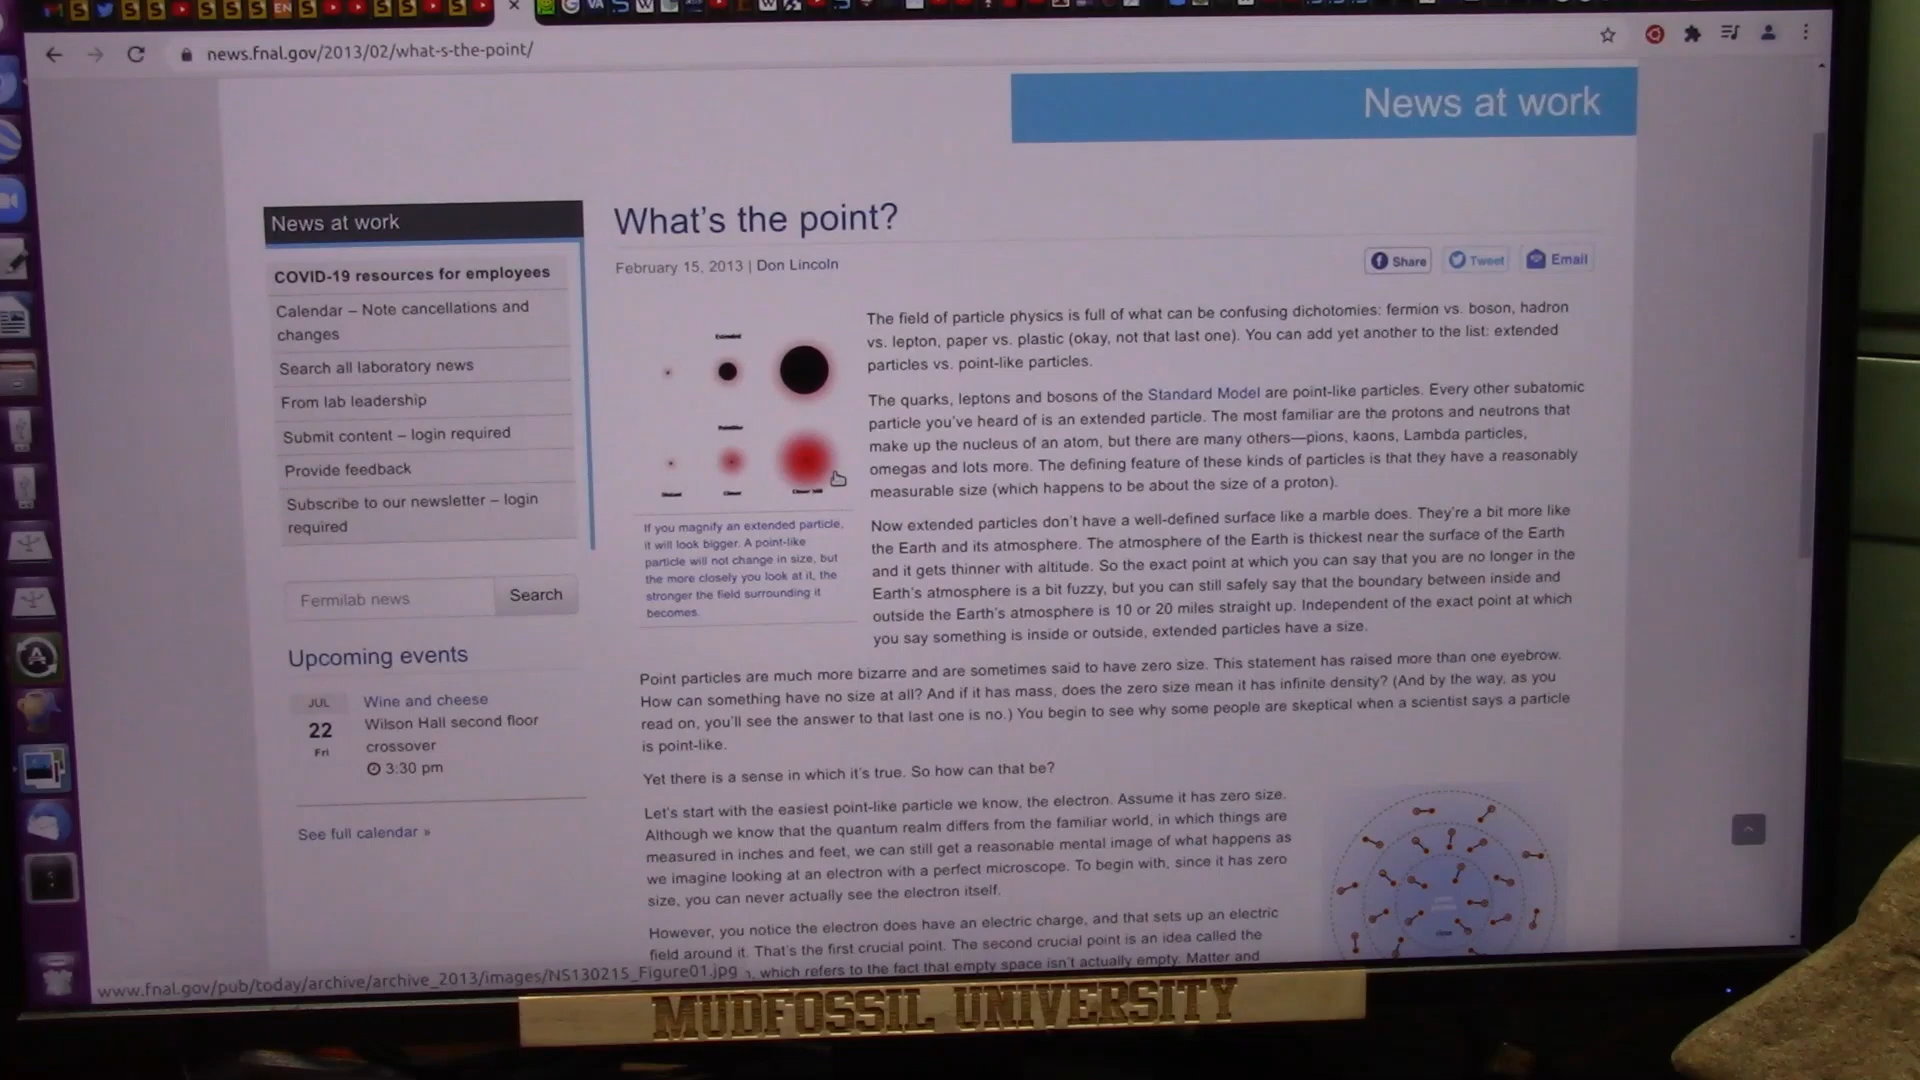 news.fnal.gov/2013/02/what-s-the-point/
News at work
News at work
COVID-19 resources for employees
Calendar – Note cancellations and
changes
Search all laboratory news
From lab leadership
Submit content – login required
Provide feedback
Subscribe to our newsletter – login
required
Fermilab news
Search
Upcoming events
JUL
22
Fri
Wine and cheese
Wilson Hall second floor
crossover
3:30 pm
See full calendar »
What's the point?
February 15, 2013 | Don Lincoln
Share
Tweet
Email
Extended
Pointlike
Distant
Closer
Closer Still
If you magnify an extended particle,
it will look bigger. A point-like
particle will not change in size, but
the more closely you look at it, the
stronger the field surrounding it
becomes.
The field of particle physics is full of what can be confusing dichotomies: fermion vs. boson, hadron
vs. lepton, paper vs. plastic (okay, not that last one). You can add yet another to the list: extended
particles vs. point-like particles.
The quarks, leptons and bosons of the Standard Model are point-like particles. Every other subatomic
particle you've heard of is an extended particle. The most familiar are the protons and neutrons that
make up the nucleus of an atom, but there are many others—pions, kaons, Lambda particles,
omegas and lots more. The defining feature of these kinds of particles is that they have a reasonably
measurable size (which happens to be about the size of a proton).
Now extended particles don't have a well-defined surface like a marble does. They're a bit more like
the Earth and its atmosphere. The atmosphere of the Earth is thickest near the surface of the Earth
and it gets thinner with altitude. So the exact point at which you can say that you are no longer in the
Earth's atmosphere is a bit fuzzy, but you can still safely say that the boundary between inside and
outside the Earth's atmosphere is 10 or 20 miles straight up. Independent of the exact point at which
you say something is inside or outside, extended particles have a size.
Point particles are much more bizarre and are sometimes said to have zero size. This statement has raised more than one eyebrow.
How can something have no size at all? And if it has mass, does the zero size mean it has infinite density? (And by the way, as you
read on, you'll see the answer to that last one is no.) You begin to see why some people are skeptical when a scientist says a particle
is point-like.
Yet there is a sense in which it's true. So how can that be?
Let's start with the easiest point-like particle we know, the electron. Assume it has zero size.
Although we know that the quantum realm differs from the familiar world, in which things are
measured in inches and feet, we can still get a reasonable mental image of what happens as
we imagine looking at an electron with a perfect microscope. To begin with, since it has zero
size, you can never actually see the electron itself.
However, you notice the electron does have an electric charge, and that sets up an electric
field around it. That's the first crucial point. The second crucial point is an idea called the
, which refers to the fact that empty space isn't actually empty. Matter and
www.fnal.gov/pub/today/archive/archive_2013/images/NS130215_Figure01.jpg
MUDFOSSIL UNIVERSITY